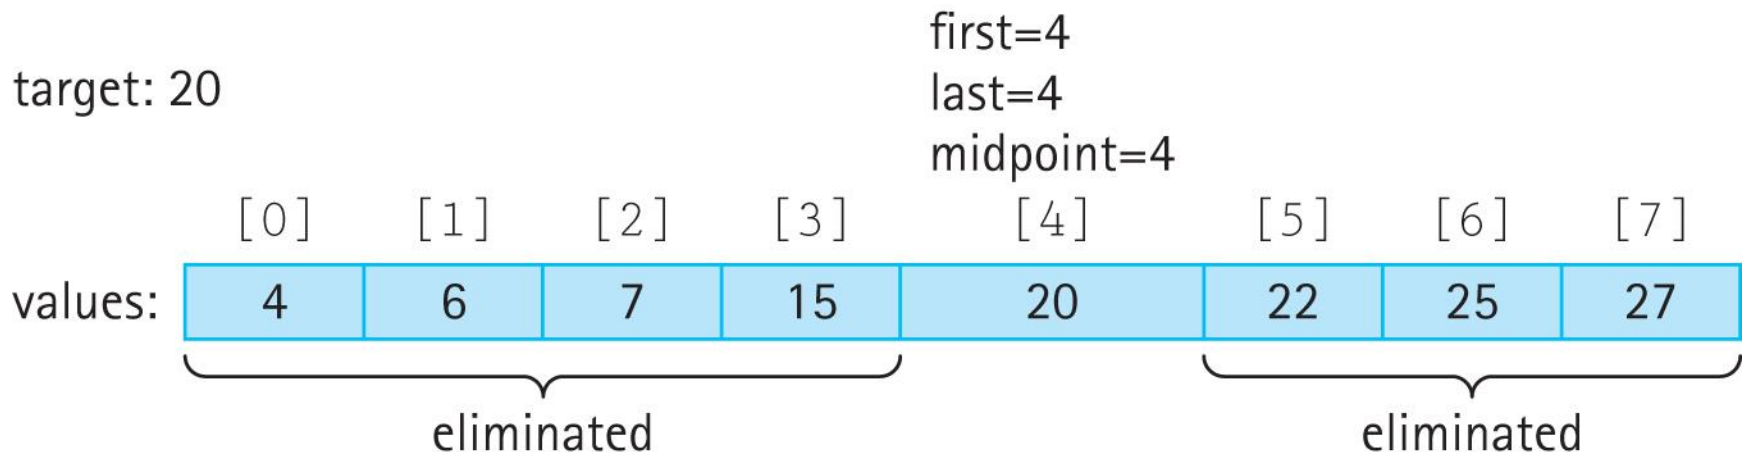 first=4
target: 20
last=4
midpoint=4
[0] [1] [2] [3] [4] [5] [6] [7]
values: 4 6 7 15 20 22 25 27
eliminated eliminated